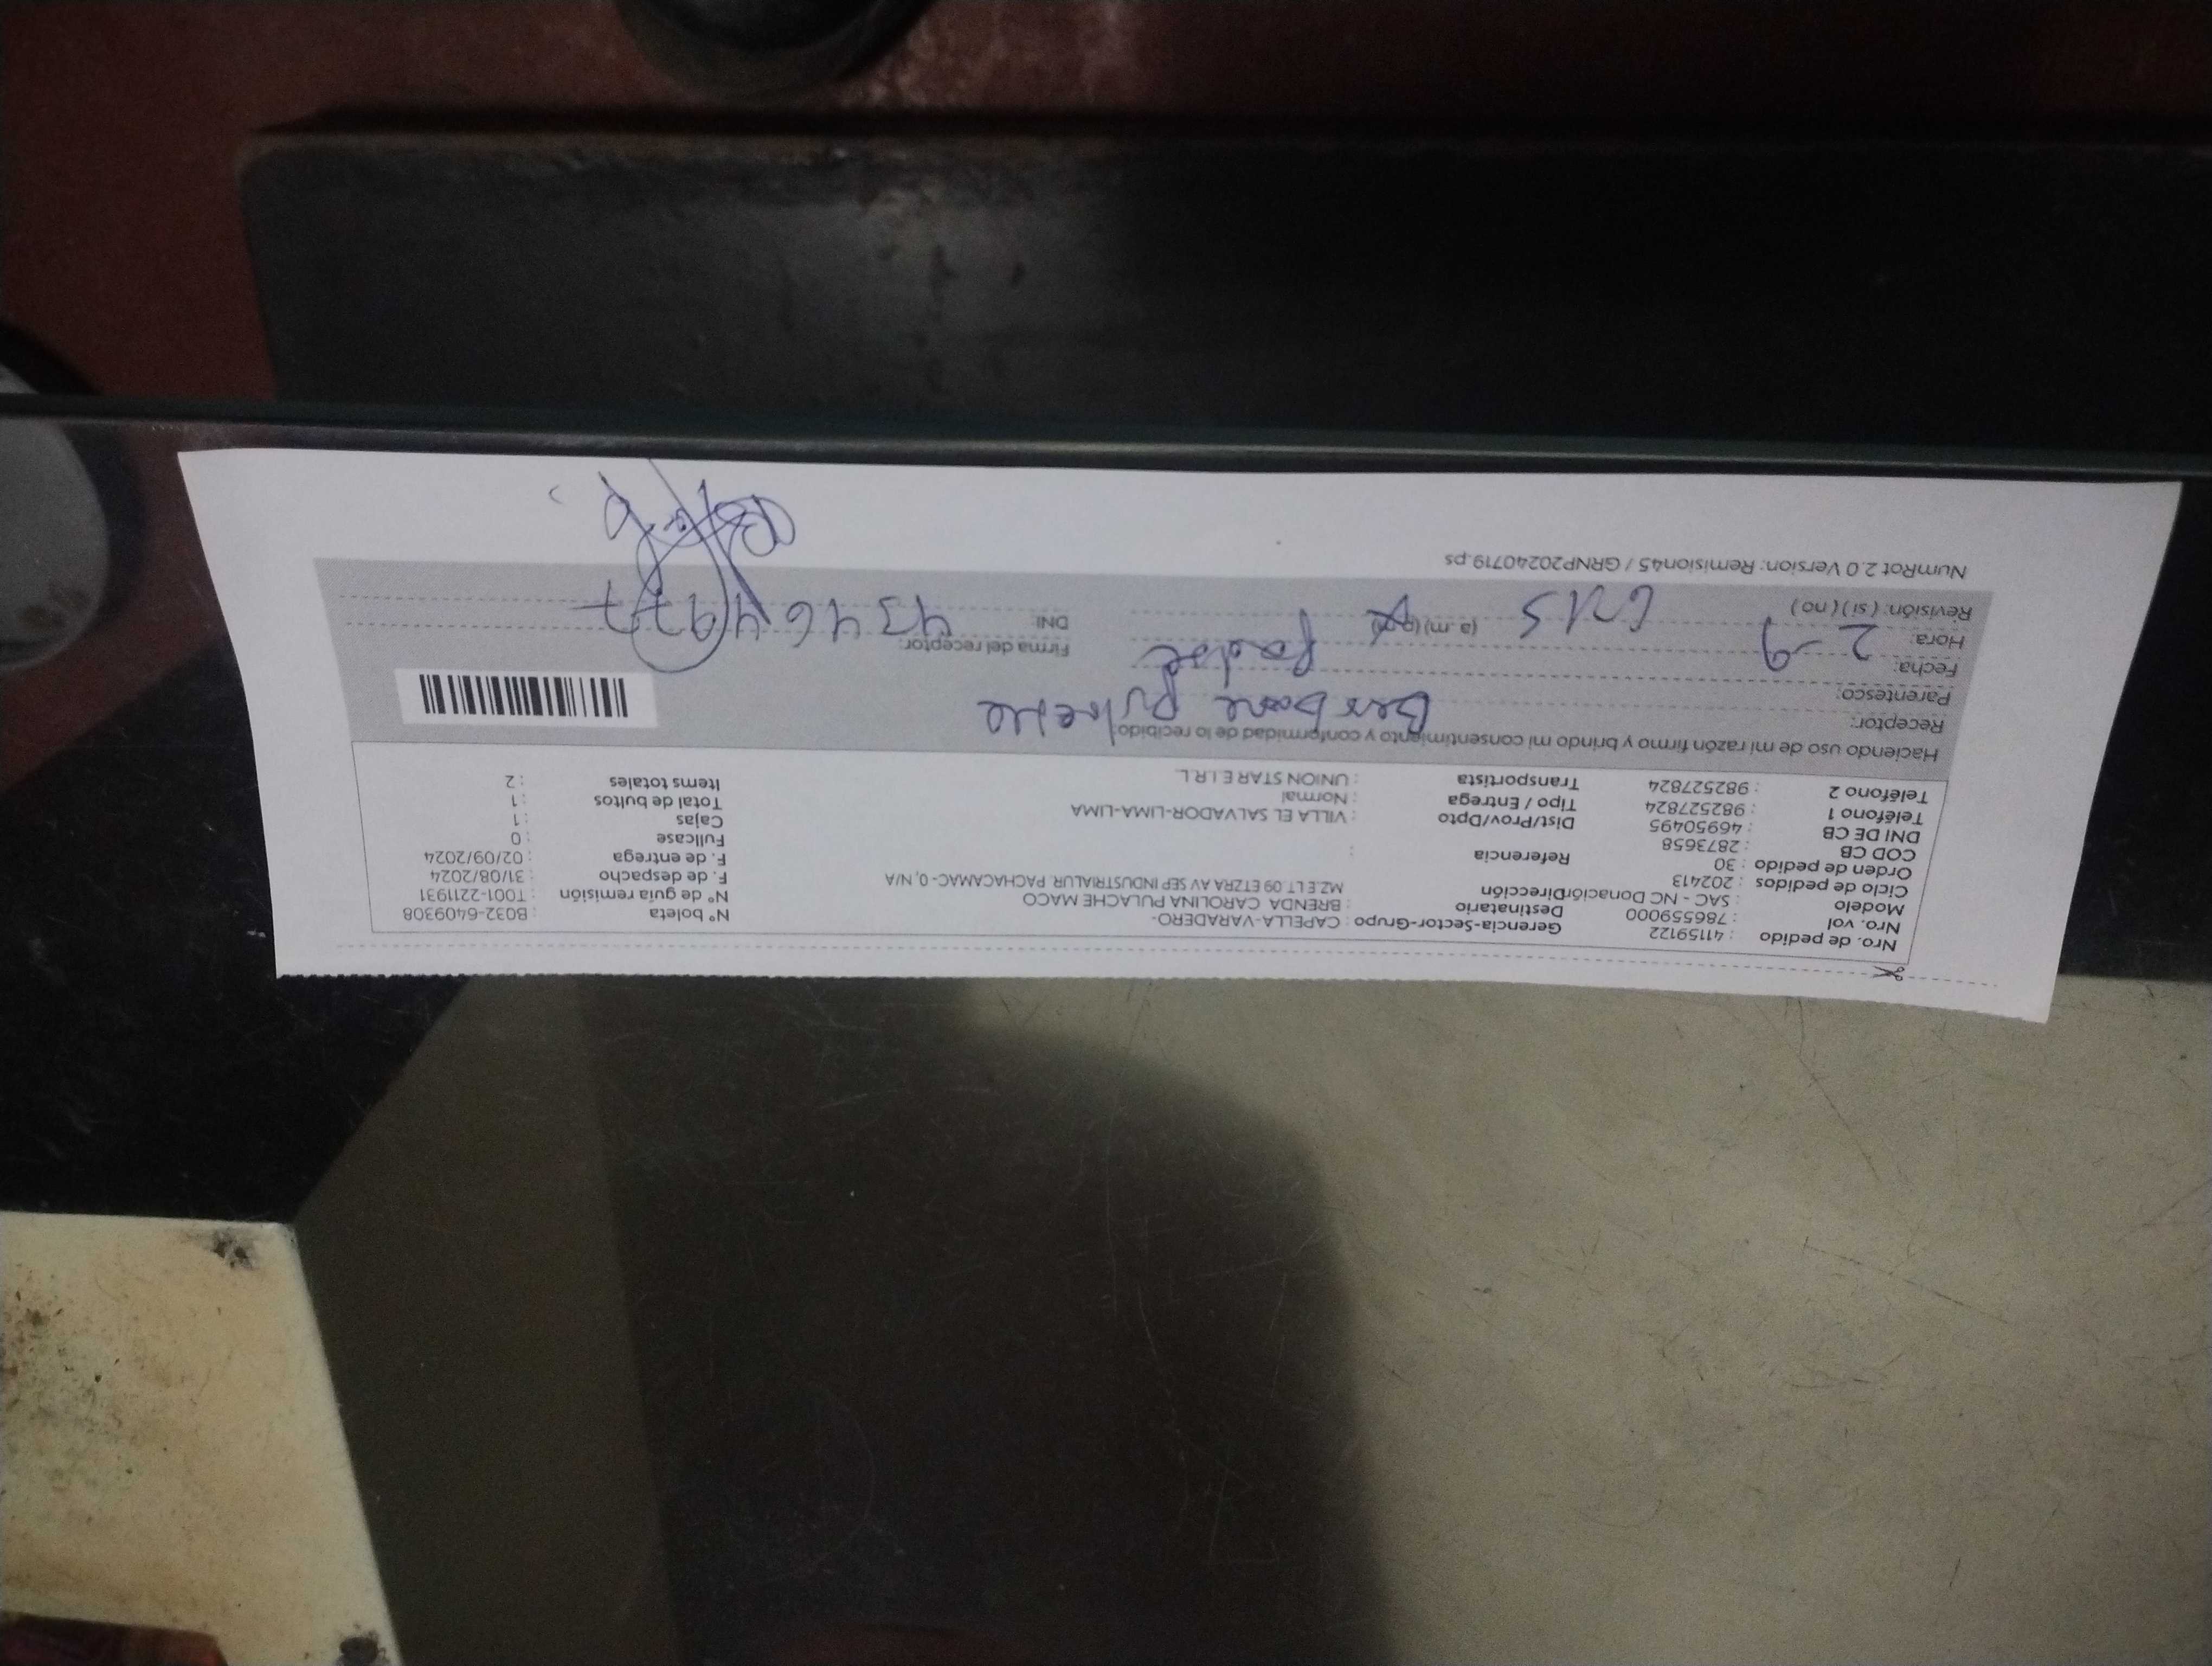 Nro. de pedido : 41159122 Gerencia-Sector-Grupo : CAPELLA-VARADERO- N° boleta : B032-6409308
Nro. vol : 786559000 Destinatario : BRENDA CAROLINA PULACHE MACO N° de guia remisión : T001-2211931
Modelo : SAC - NC Donación Dirección MZ.E LT 09 ETZRA AV SEP INDUSTRIALUR. PACHACAMAC- 0, N/A F. de despacho : 31/08/2024
Ciclo de pedidos : 202413 F. de entrega : 02/09/2024
Orden de pedido : 30 Referencia : Fullcase : 0
COD CB : 2873658 Dist/Prov/Dpto : VILLA EL SALVADOR-LIMA-LIMA Cajas : 1
DNI DE CB : 46950495 Tipo / Entrega : Normal Total de bultos : 1
Teléfono 1 : 982527824 Transportista : UNION STAR E.I.R.L. Items totales : 2
Teléfono 2 : 982527824
Haciendo uso de mi razón firmo y brindo mi consentimiento y conformidad de lo recibido:
Receptor:
Parentesco: Padre
Fecha: 2-9 Firma del receptor:
Hora: (a.m) (p.m) DNI: 43464977
Revisión: ( si ) ( no )
NumRot 2.0 Version: Remision45 / GRNP20240719.ps